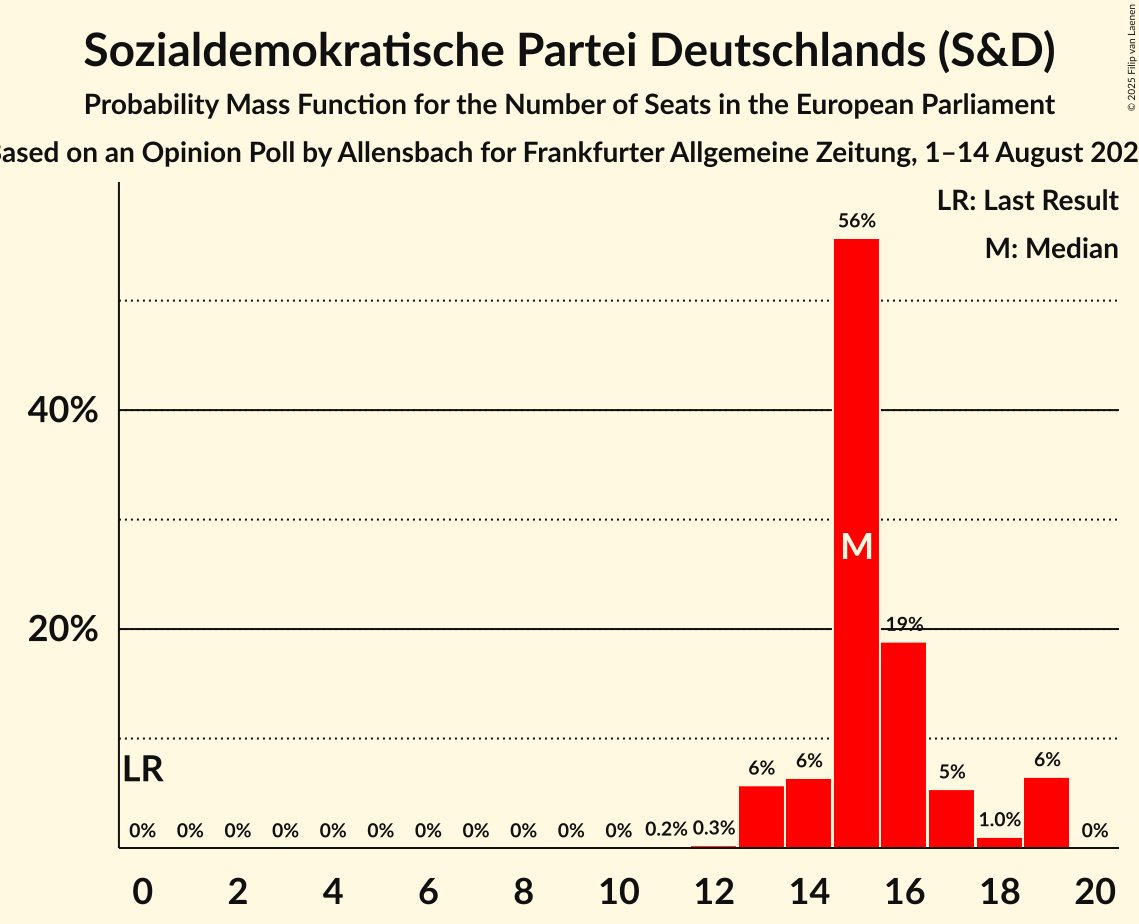 Sozialdemokratische Partei Deutschlands (S&D)
Probability Mass Function for the Number of Seats in the European Parliament
on an Opinion Poll by Allensbach for Frankfurter Allgemeine Zeitung, 1–14 August
© 2025 Filip van Laenen
LR: Last Result
M: Median
56%
40%
M
20%
19%
LR
6%
6%
5%
6%
0% 0% 0% 0% 0% 0% 0% 0% 0% 0% 0% 0.2% 0.3% 1.0% 0%
0 2 4 6 8 10 12 14 16 18 20